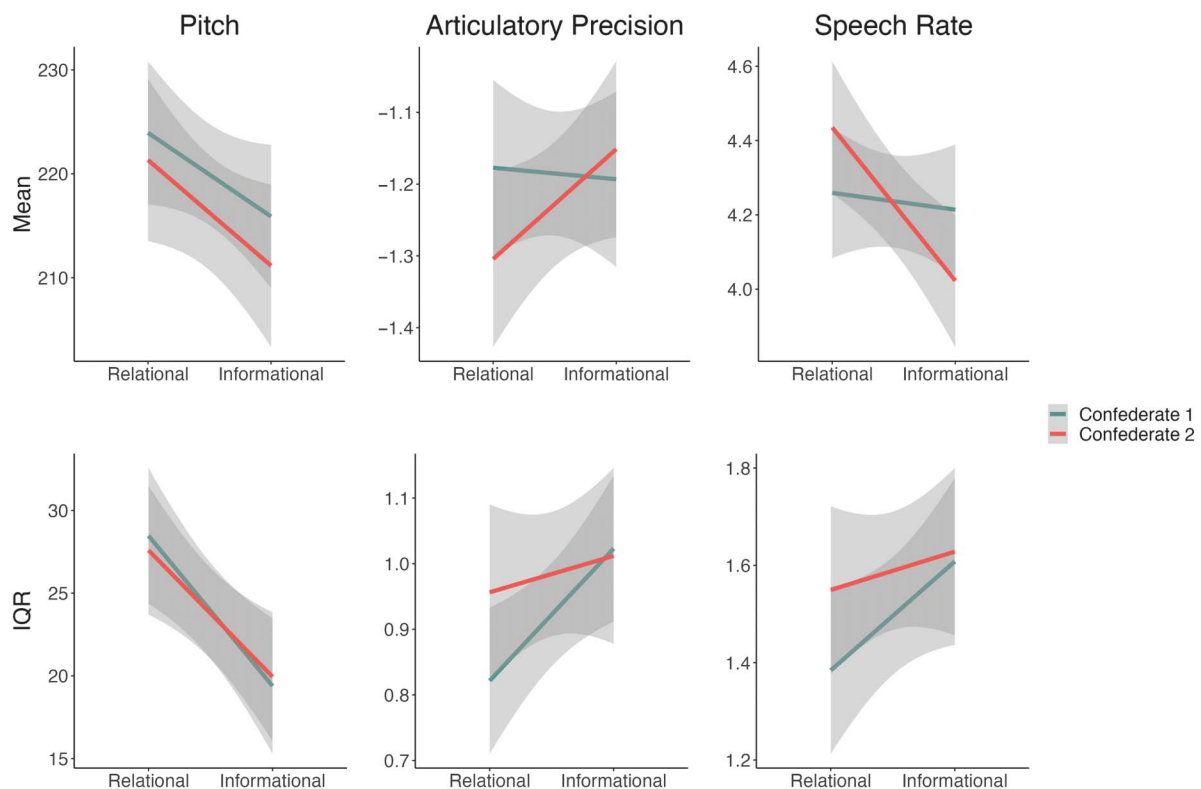 Pitch
Articulatory Precision
Speech Rate
Mean
230
220
210
Relational Informational
−1.1
−1.2
−1.3
−1.4
Relational Informational
4.6
4.4
4.2
4.0
Relational Informational
Confederate 1
Confederate 2
IQR
30
25
20
15
Relational Informational
1.1
1.0
0.9
0.8
0.7
Relational Informational
1.8
1.6
1.4
1.2
Relational Informational